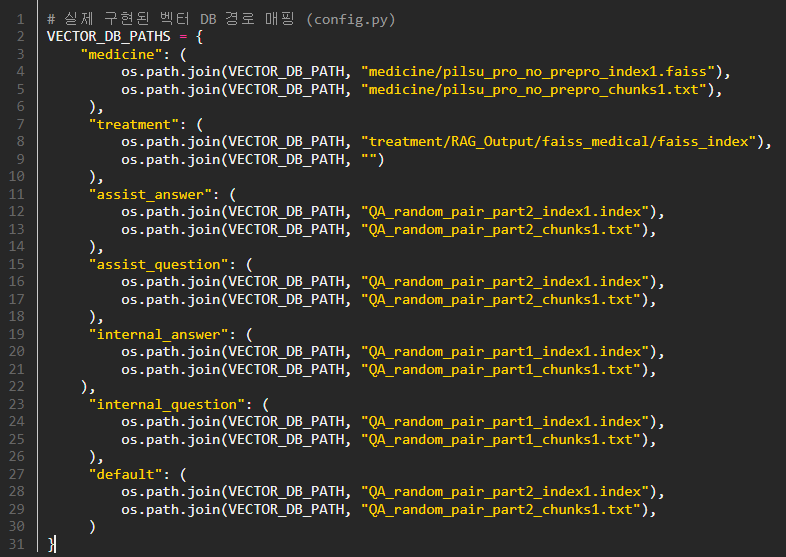 1 # 실제 구현된 벡터 DB 경로 매핑 (config.py)
2 VECTOR_DB_PATHS = {
3     "medicine": (
4         os.path.join(VECTOR_DB_PATH, "medicine/pilsu_pro_no_prepro_index1.faiss"),
5         os.path.join(VECTOR_DB_PATH, "medicine/pilsu_pro_no_prepro_chunks1.txt"),
6      ),
7      "treatment": (
8         os.path.join(VECTOR_DB_PATH, "treatment/RAG_Output/faiss_medical/faiss_index"),
9         os.path.join(VECTOR_DB_PATH, "")
10      ),
11      "assist_answer": (
12         os.path.join(VECTOR_DB_PATH, "QA_random_pair_part2_index1.index"),
13         os.path.join(VECTOR_DB_PATH, "QA_random_pair_part2_chunks1.txt"),
14      ),
15      "assist_question": (
16         os.path.join(VECTOR_DB_PATH, "QA_random_pair_part2_index1.index"),
17         os.path.join(VECTOR_DB_PATH, "QA_random_pair_part2_chunks1.txt"),
18      ),
19      "internal_answer": (
20         os.path.join(VECTOR_DB_PATH, "QA_random_pair_part1_index1.index"),
21         os.path.join(VECTOR_DB_PATH, "QA_random_pair_part1_chunks1.txt"),
22     ),
23      "internal_question": (
24         os.path.join(VECTOR_DB_PATH, "QA_random_pair_part1_index1.index"),
25         os.path.join(VECTOR_DB_PATH, "QA_random_pair_part1_chunks1.txt"),
26      ),
27      "default": (
28         os.path.join(VECTOR_DB_PATH, "QA_random_pair_part2_index1.index"),
29         os.path.join(VECTOR_DB_PATH, "QA_random_pair_part2_chunks1.txt"),
30      )
31 }